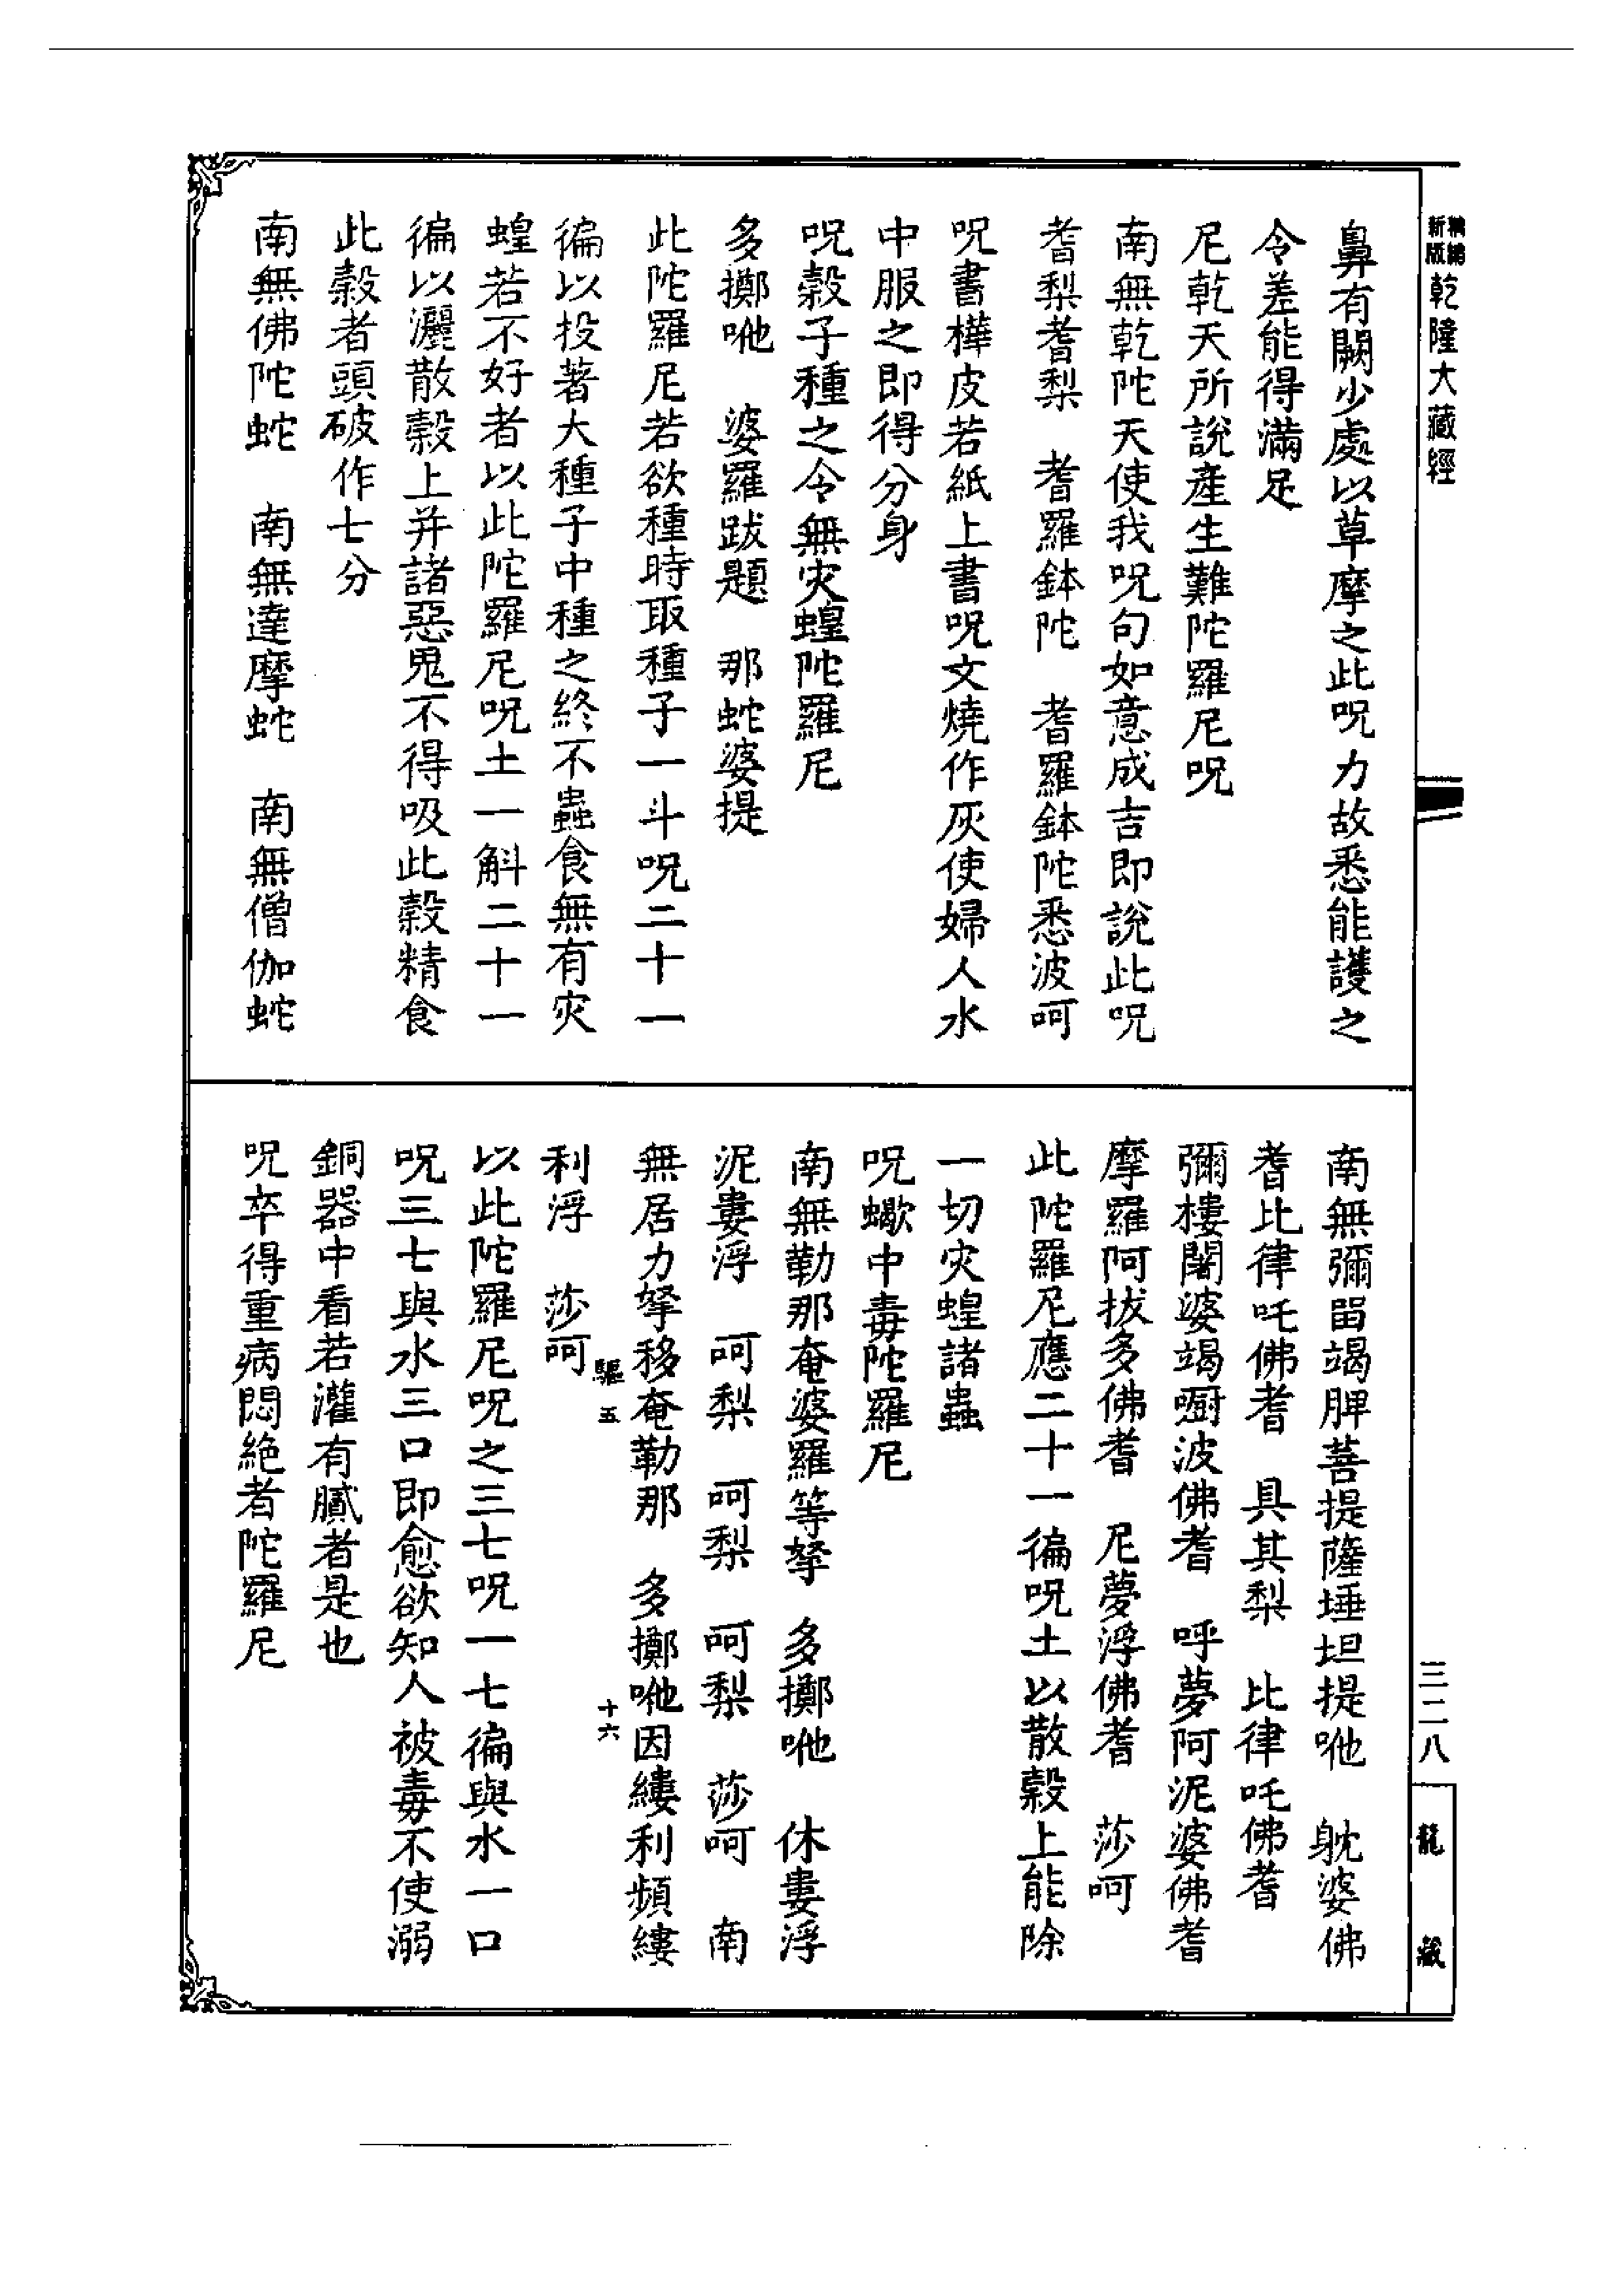 新版 乾隆大藏經
鼻有闕少處以草摩之此呪力故悉能護之
令差能得滿足
尼乾天所說產生難陀羅尼呪
南無乾陀天使我呪句如意成吉即說此呪
耆梨耆梨　耆羅鉢陀　耆羅鉢陀悉波呵
呪書樺皮若紙上書呪文燒作灰使婦人水
中服之即得分身
呪穀子種之令無灾蝗陀羅尼
多擲哋　婆羅跋題　那蛇婆提
此陀羅尼若欲種時取種子一斗呪二十一
徧以投著大種子中種之終不蟲食無有灾
蝗若不好者以此陀羅尼呪土一斛二十一
徧以灑散穀上并諸惡鬼不得吸此穀精食
此穀者頭破作七分
南無佛陀蛇　南無達摩蛇　南無僧伽蛇
南無彌留竭脾菩提薩埵坦提哋　躭婆佛
耆比律吒佛耆　具其梨　比律吒佛耆
彌樓闍婆竭㕑波佛耆　呼夢阿泥婆佛耆
摩羅阿拔多佛耆　尼夢浮佛耆　莎呵
此陀羅尼應二十一徧呪土以散穀上能除
一切灾蝗諸蟲
呪蠍中毒陀羅尼
南無勒那奄婆羅等拏　多擲哋　休婁浮
泥婁浮　呵梨　呵梨　呵梨　莎呵　南
無居力拏移奄勒那　多擲哋因縷利頻縷
利浮　莎呵
驅五　十六
以此陀羅尼呪之三七呪一七徧與水一口
呪三七與水三口即愈欲知人被毒不使溺
銅器中看若灌有膩者是也
呪卒得重病悶絕者陀羅尼
三二八
龍藏